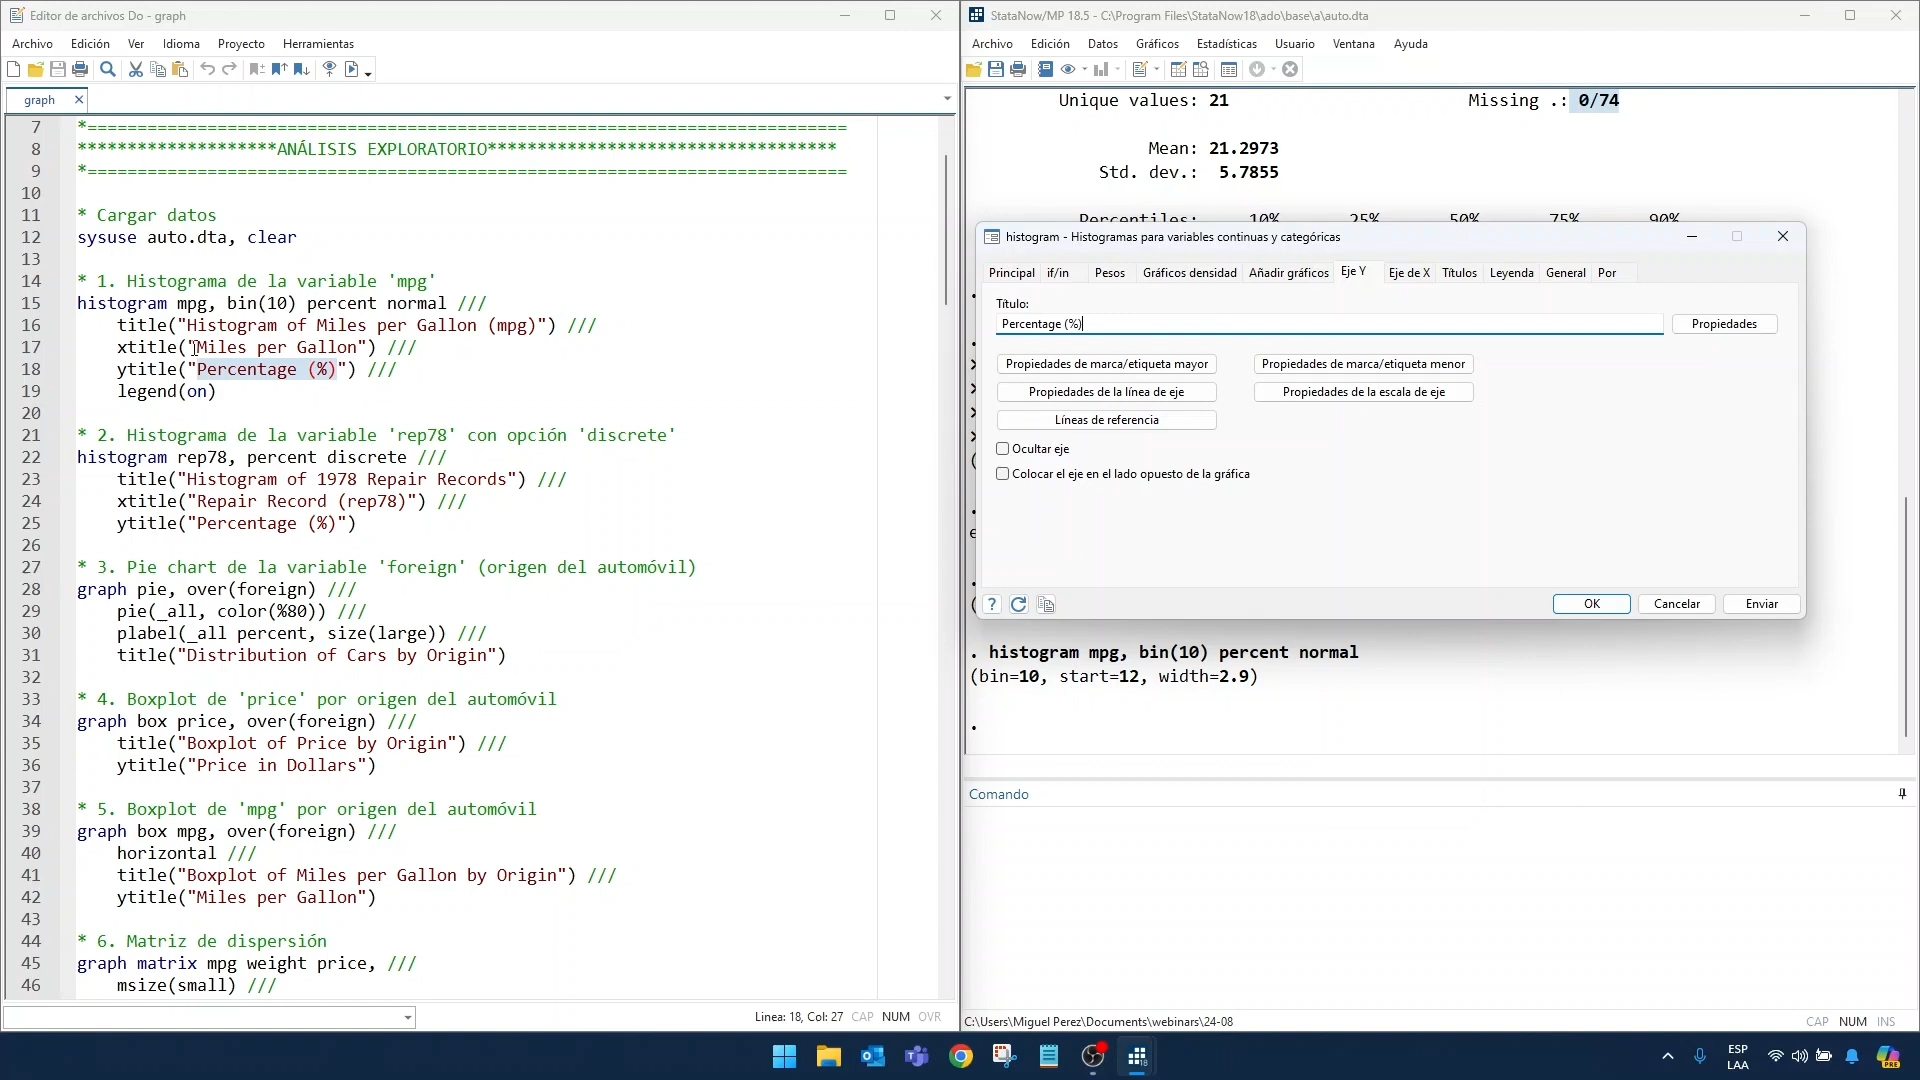 Editor de archivos Do - graph
Archivo Edición Ver Idioma Proyecto Herramientas
graph
7 *============================================================================
8 ********************ANÁLISIS EXPLORATORIO***********************************
9 *============================================================================
10
11 * Cargar datos
12 sysuse auto.dta, clear
13
14 * 1. Histograma de la variable 'mpg'
15 histogram mpg, bin(10) percent normal ///
16 title("Histogram of Miles per Gallon (mpg)") ///
17 xtitle("Miles per Gallon") ///
18 ytitle("Percentage (%)") ///
19 legend(on)
20
21 * 2. Histograma de la variable 'rep78' con opción 'discrete'
22 histogram rep78, percent discrete ///
23 title("Histogram of 1978 Repair Records") ///
24 xtitle("Repair Record (rep78)") ///
25 ytitle("Percentage (%)")
26
27 * 3. Pie chart de la variable 'foreign' (origen del automóvil)
28 graph pie, over(foreign) ///
29 pie(_all, color(%80)) ///
30 plabel(_all percent, size(large)) ///
31 title("Distribution of Cars by Origin")
32
33 * 4. Boxplot de 'price' por origen del automóvil
34 graph box price, over(foreign) ///
35 title("Boxplot of Price by Origin") ///
36 ytitle("Price in Dollars")
37
38 * 5. Boxplot de 'mpg' por origen del automóvil
39 graph box mpg, over(foreign) ///
40 horizontal ///
41 title("Boxplot of Miles per Gallon by Origin") ///
42 ytitle("Miles per Gallon")
43
44 * 6. Matriz de dispersión
45 graph matrix mpg weight price, ///
46 msize(small) ///
Linea: 18, Col: 27 CAP NUM OVR
StataNow/MP 18.5 - C:\Program Files\StataNow18\ado\base\a\auto.dta
Archivo Edición Datos Gráficos Estadísticas Usuario Ventana Ayuda
Unique values: 21 Missing .: 0/74
Mean: 21.2973
Std. dev.: 5.7855
Percentiles: 10% 25% 50% 75% 90%
histogram - Histogramas para variables continuas y categóricas
Principal if/in Pesos Gráficos densidad Añadir gráficos Eje Y Eje de X Títulos Leyenda General Por
Título:
Percentage (%) Propiedades
Propiedades de marca/etiqueta mayor Propiedades de marca/etiqueta menor
Propiedades de la línea de eje Propiedades de la escala de eje
Líneas de referencia
Ocultar eje
Colocar el eje en el lado opuesto de la gráfica
? OK Cancelar Enviar
. histogram mpg, bin(10) percent normal
(bin=10, start=12, width=2.9)
.
Comando
C:\Users\Miguel Perez\Documents\webinars\24-08 CAP NUM INS
ESP
LAA